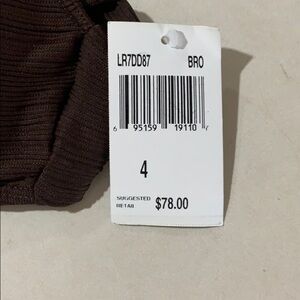 LR7DD87 BRO
6 95159 19110
4
SUGGESTED
RETAIL $78.00